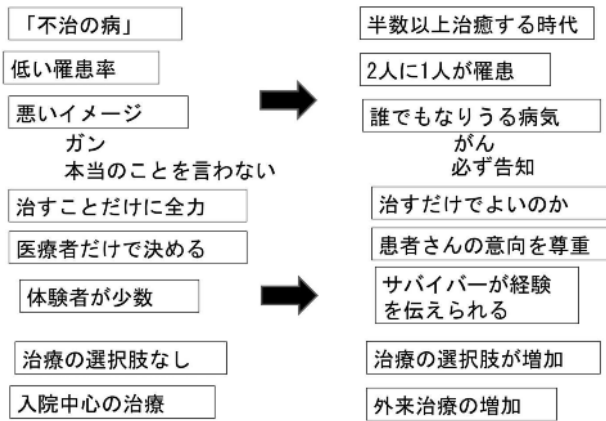 「不治の病」
半数以上治癒する時代
低い罹患率
2人に1人が罹患
悪いイメージ
誰でもなりうる病気
ガン
がん
本当のことを言わない
必ず告知
治すことだけに全力
治すだけでよいのか
医療者だけで決める
患者さんの意向を尊重
体験者が少数
サバイバーが経験
を伝えられる
治療の選択肢なし
治療の選択肢が増加
入院中心の治療
外来治療の増加